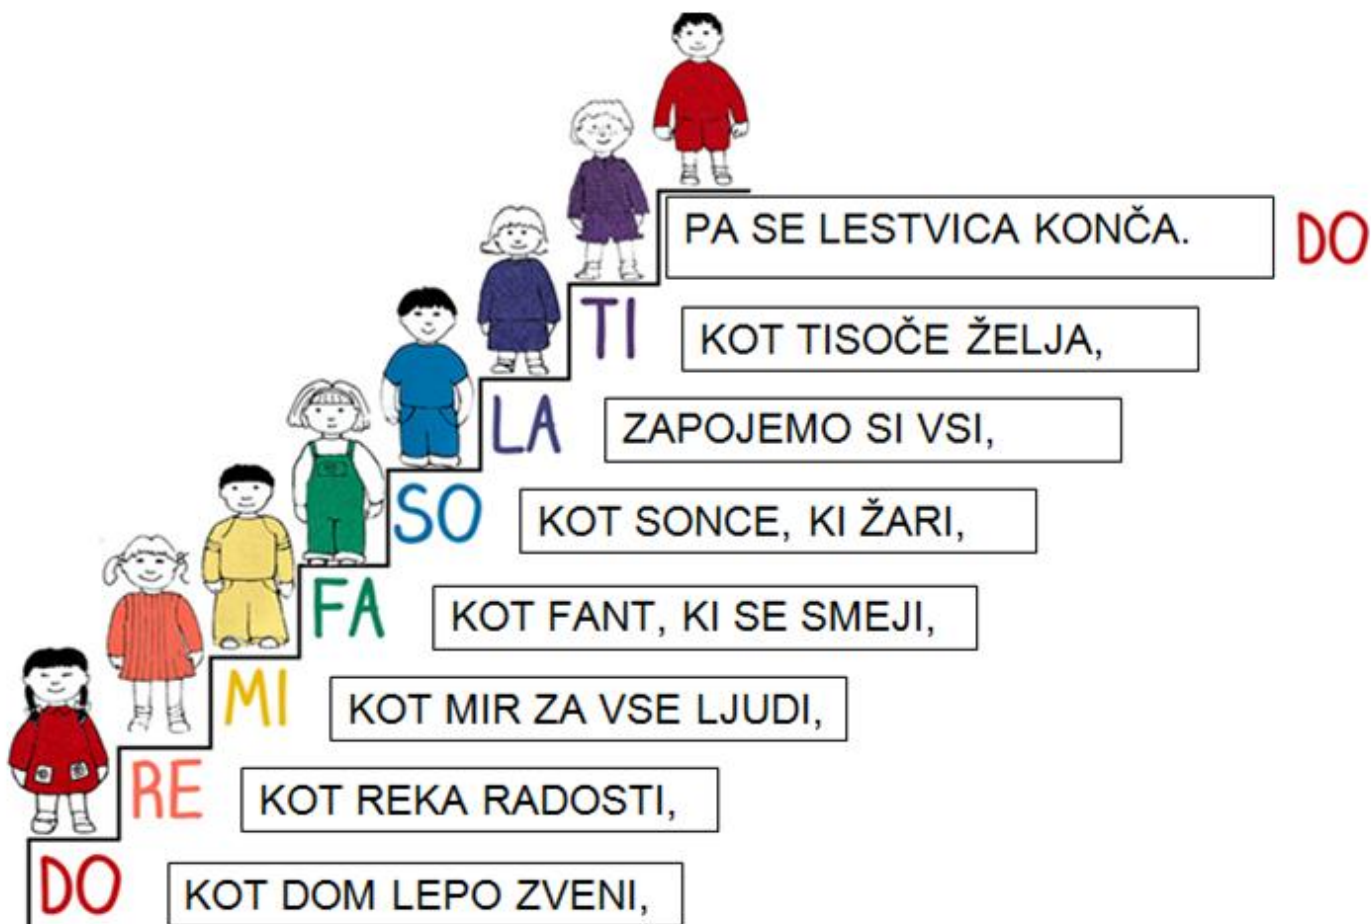 PA SE LESTVICA KONČA. DO
TI KOT TISOČE ŽELJA,
LA ZAPOJEMO SI VSI,
SO KOT SONCE, KI ŽARI,
FA KOT FANT, KI SE SMEJI,
MI KOT MIR ZA VSE LJUDI,
RE KOT REKA RADOSTI,
DO KOT DOM LEPO ZVENI,